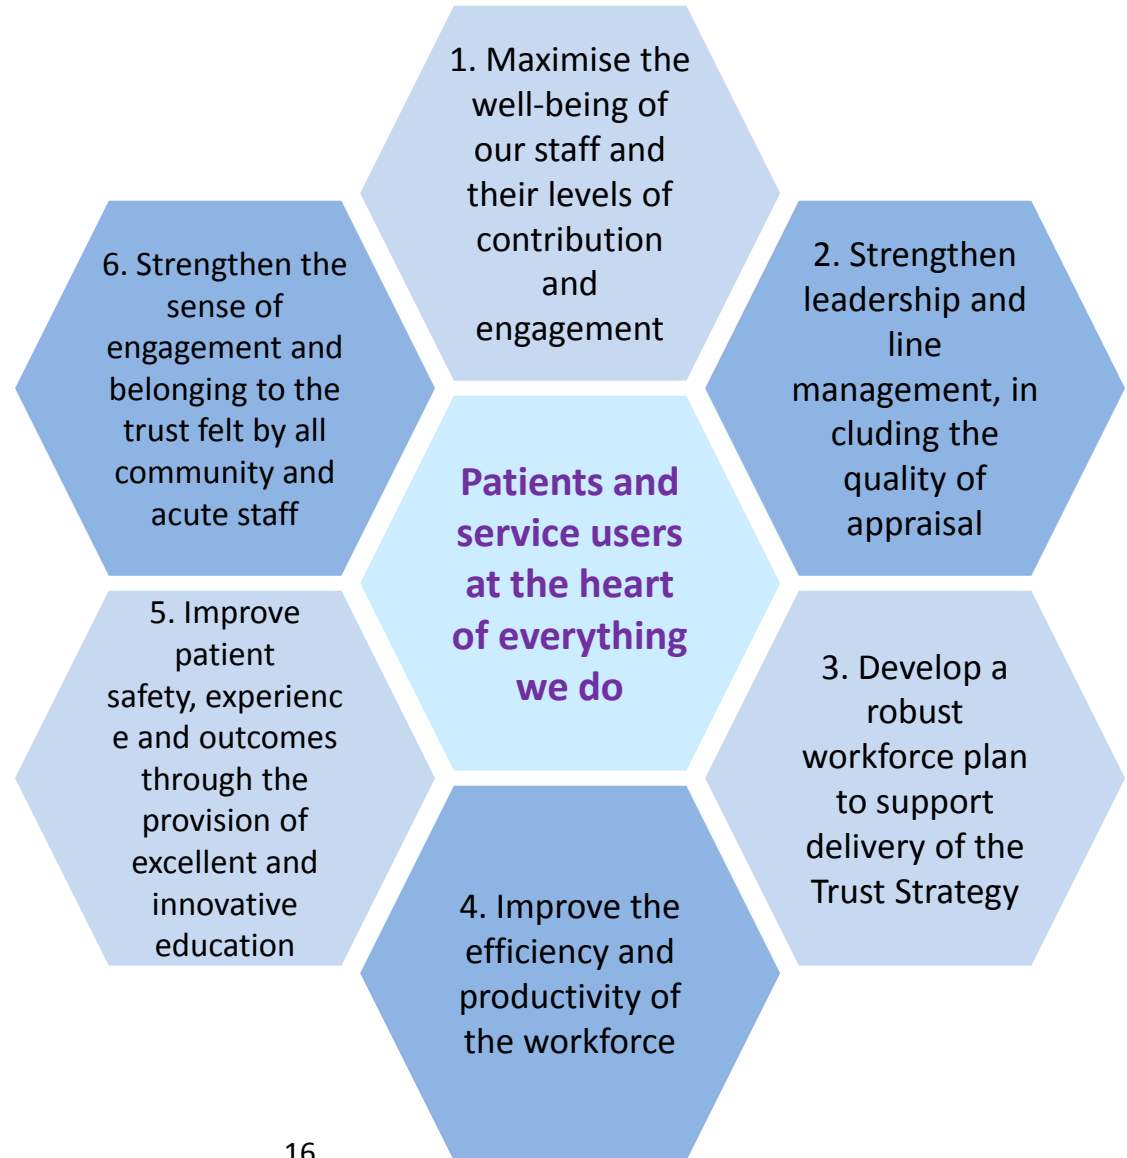 1. Maximise the
well-being of
our staff and
their levels of
contribution
and
engagement
2. Strengthen
leadership and
line
management, in
cluding the
quality of
appraisal
3. Develop a
robust
workforce plan
to support
delivery of the
Trust Strategy
4. Improve the
efficiency and
productivity of
the workforce
5. Improve
patient
safety, experienc
e and outcomes
through the
provision of
excellent and
innovative
education
6. Strengthen the
sense of
engagement and
belonging to the
trust felt by all
community and
acute staff
Patients and
service users
at the heart
of everything
we do
16